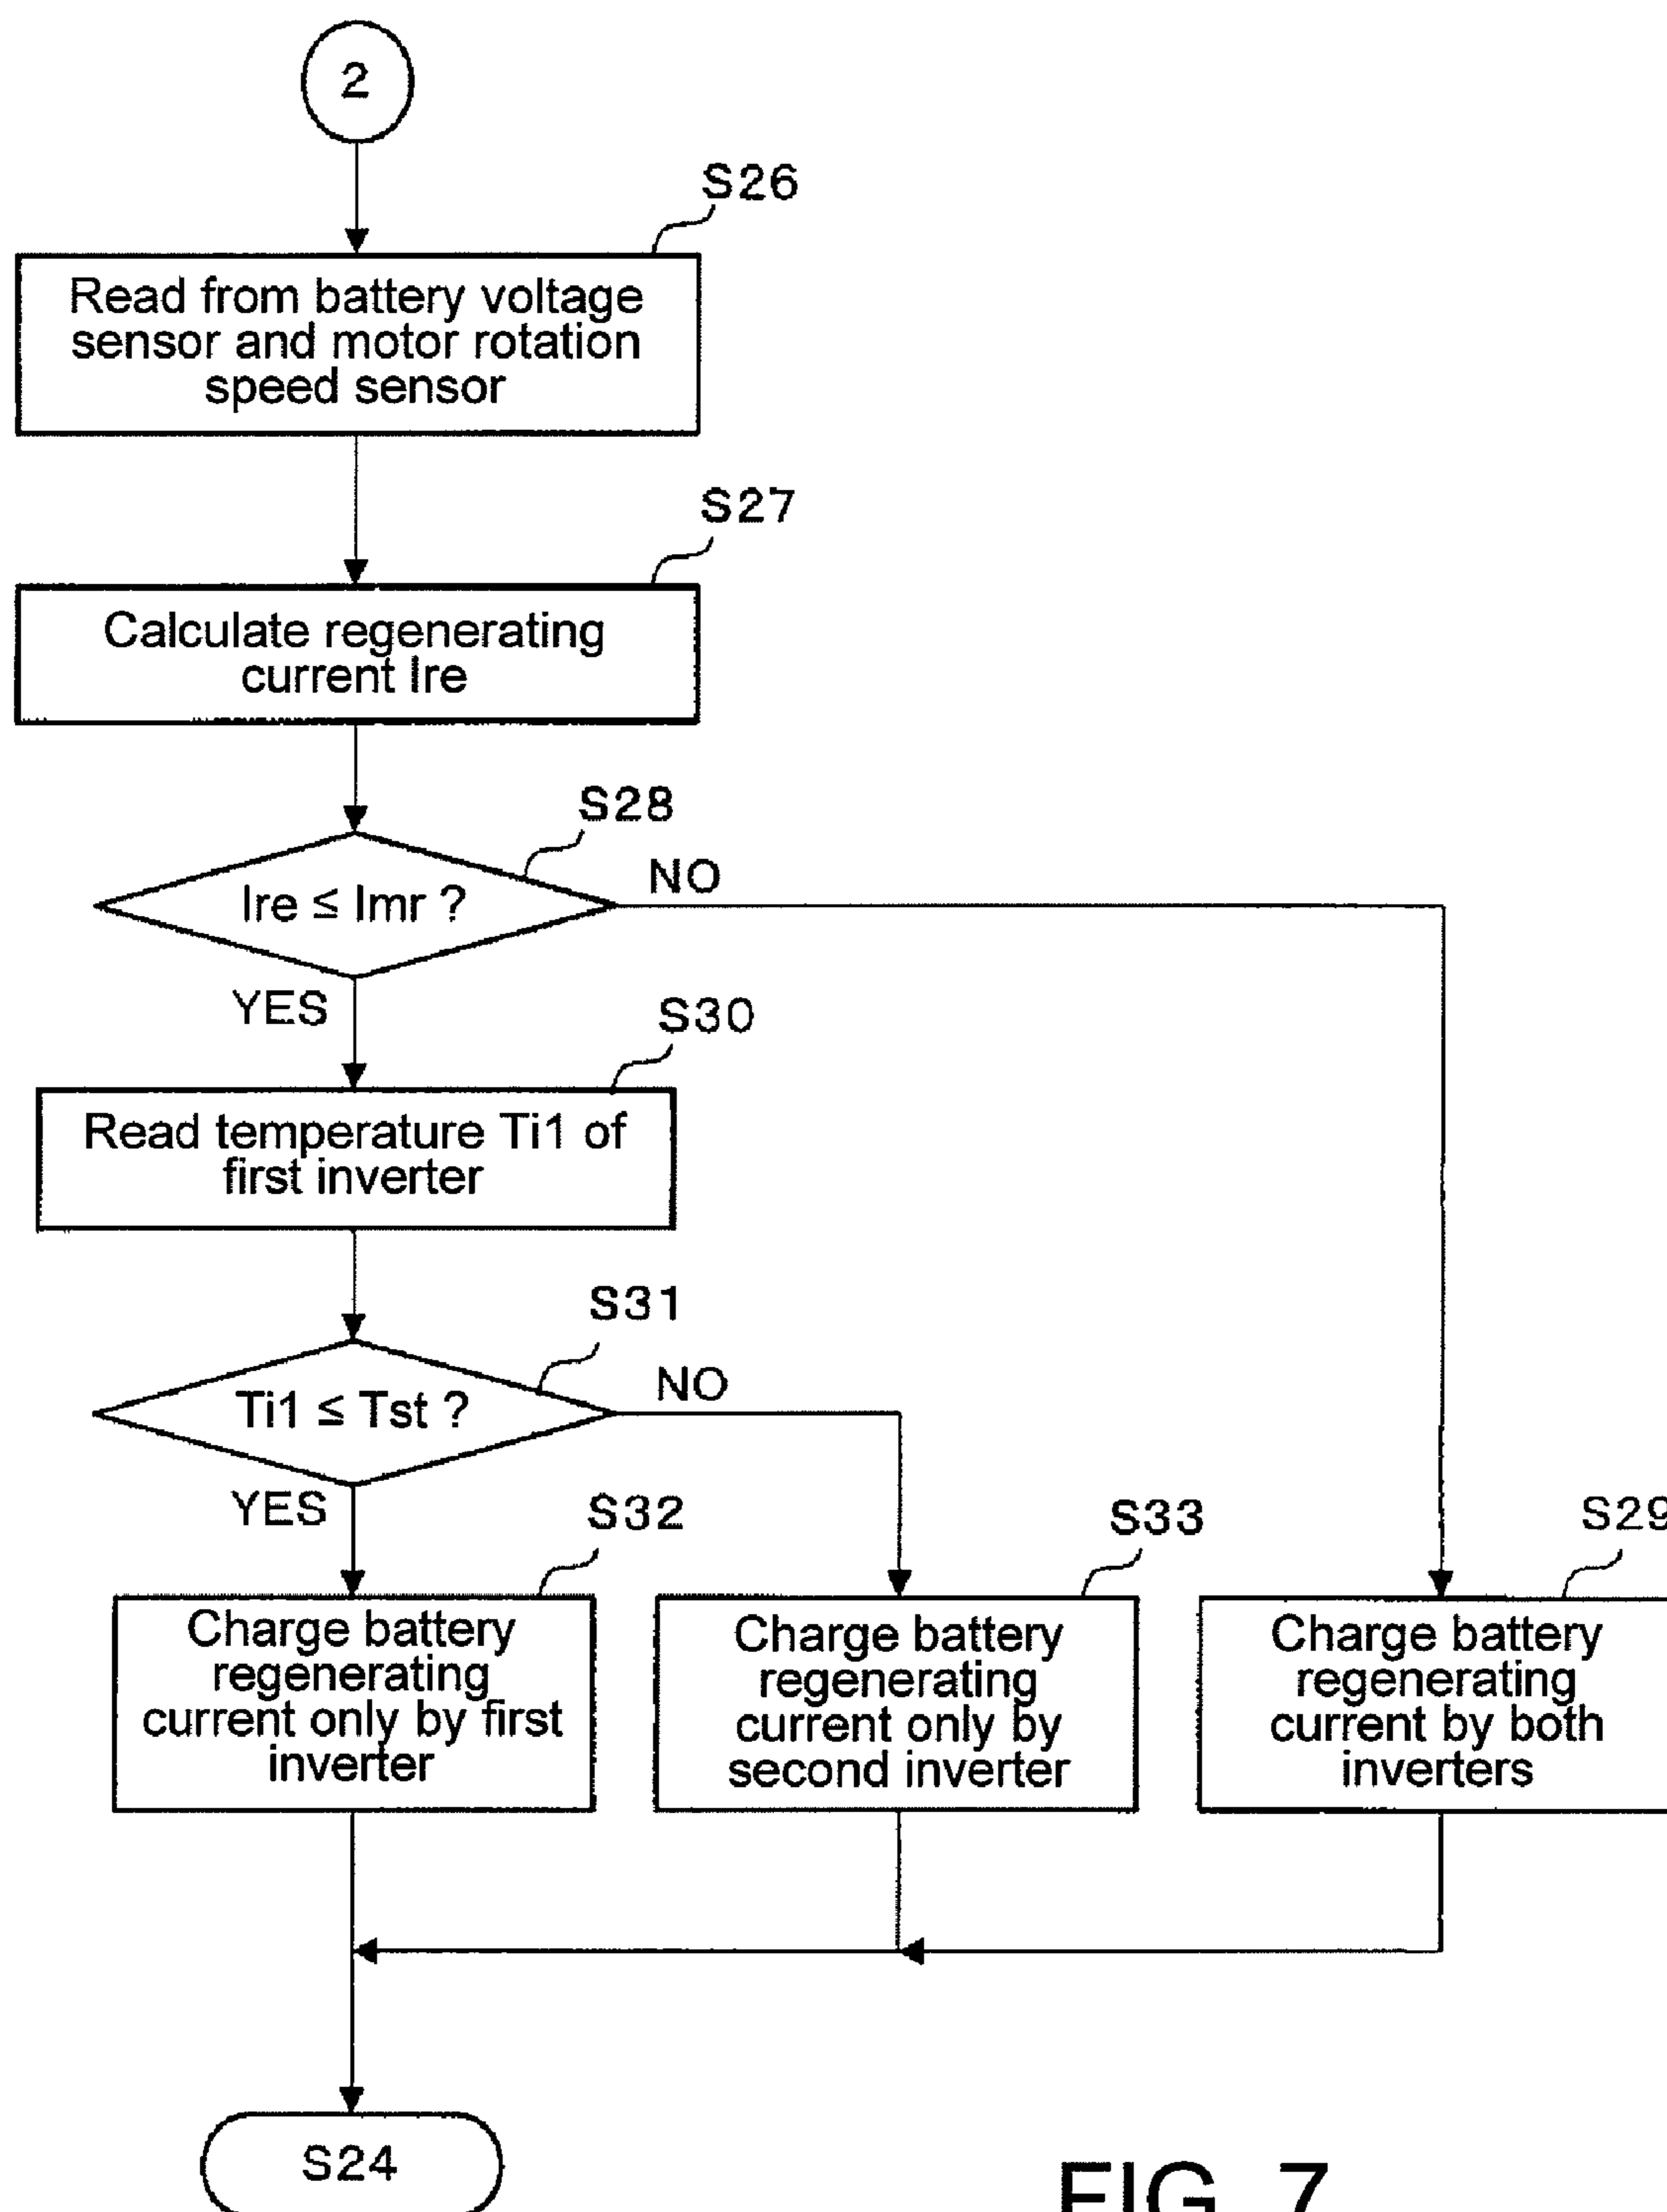 2
S26
Read from battery voltage
sensor and motor rotation
speed sensor
S27
Calculate regenerating
current Ire
S28
Ire ≤ Imr ?
NO
YES
S30
Read temperature Ti1 of
first inverter
S31
Ti1 ≤ Tst ?
NO
YES
S32
Charge battery
regenerating
current only by first
inverter
S33
Charge battery
regenerating
current only by
second inverter
S29
Charge battery
regenerating
current by both
inverters
S24
FIG. 7